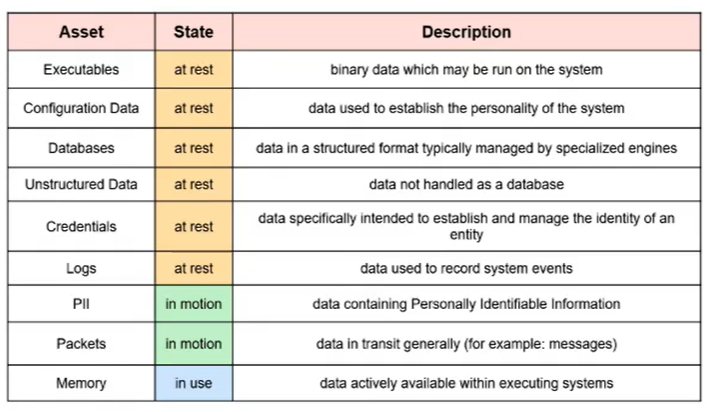 Asset State Description
Executables at rest binary data which may be run on the system
Configuration Data at rest data used to establish the personality of the system
Databases at rest data in a structured format typically managed by specialized engines
Unstructured Data at rest data not handled as a database
Credentials at rest data specifically intended to establish and manage the identity of an
entity
Logs at rest data used to record system events
PII in motion data containing Personally Identifiable Information
Packets in motion data in transit generally (for example: messages)
Memory in use data actively available within executing systems